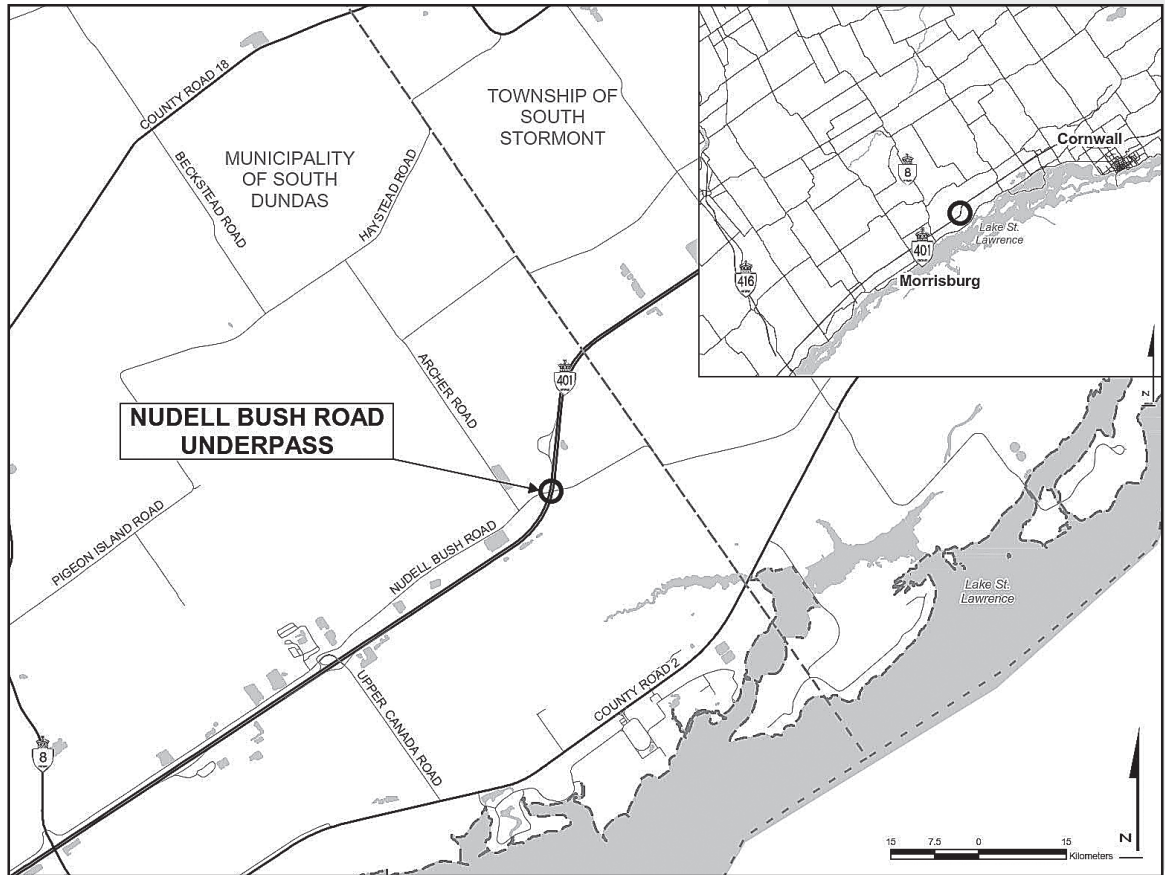 COUNTY ROAD 18
TOWNSHIP OF
SOUTH
STORMONT
MUNICIPALITY
OF SOUTH
DUNDAS
BECKSTEAD ROAD
HAYSTEAD ROAD
ARCHER ROAD
401
NUDELL BUSH ROAD
UNDERPASS
PIGEON ISLAND ROAD
NUDELL BUSH ROAD
UPPER CANADA ROAD
COUNTY ROAD 2
8
Lake St.
Lawrence
Cornwall
8
Lake St.
Lawrence
401
416
Morrisburg
N
N
15 7.5 0 15
Kilometers